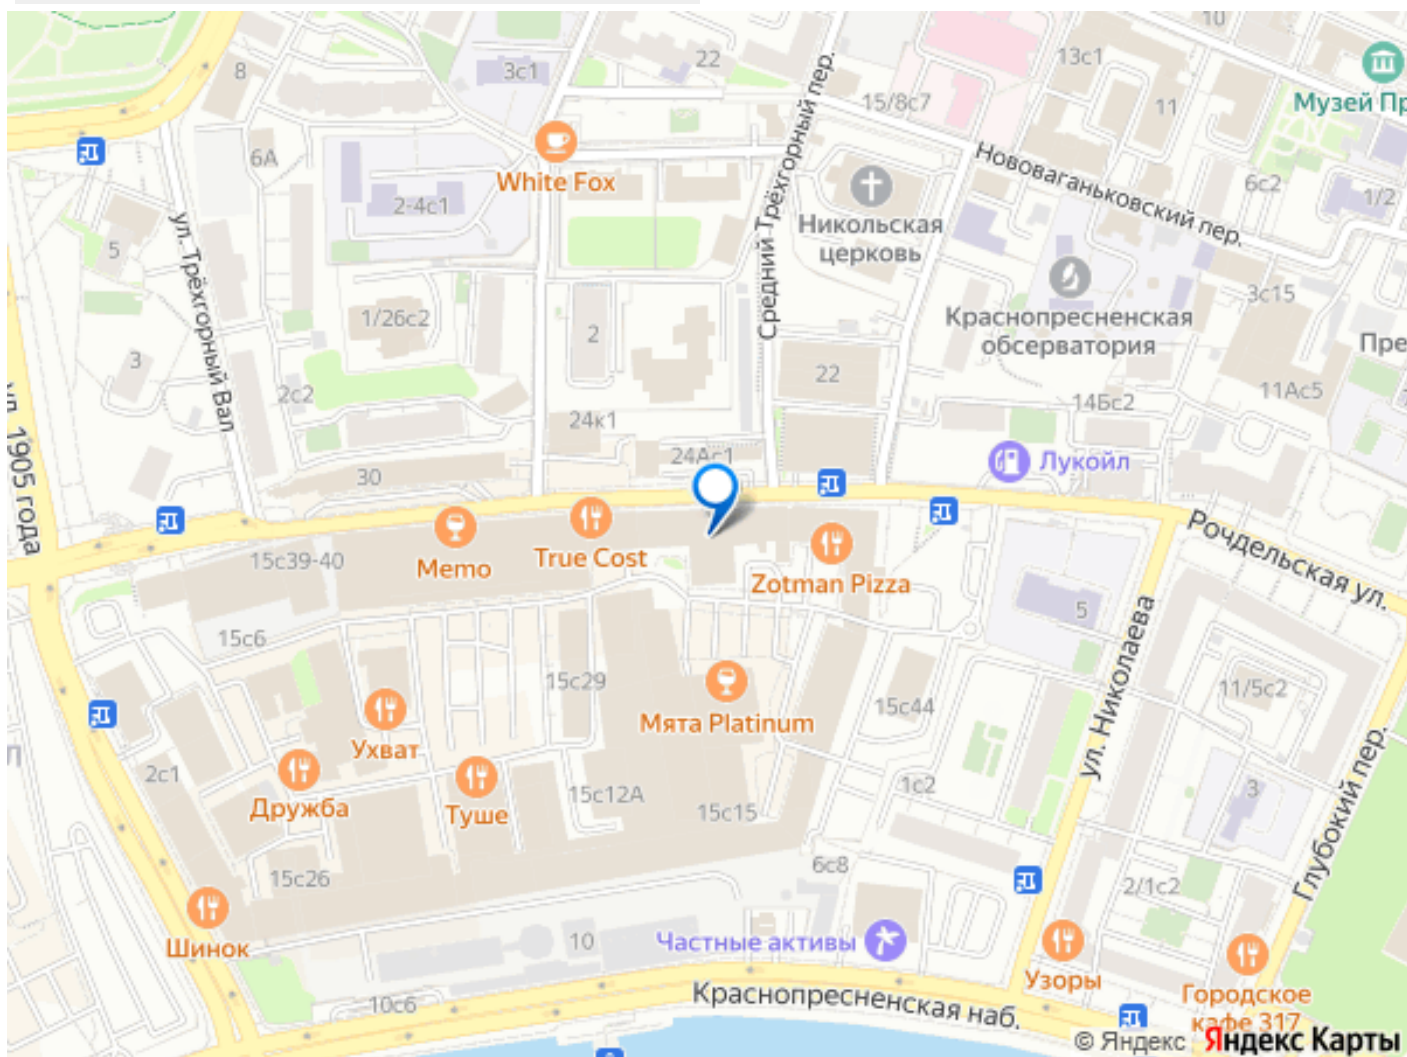 10
22
3с1
8
13с1
15/8с7
11
Музей Пр
6А
White Fox
Средний Трёхгорный пер.
Нововаганьковский пер.
6с2
1/2
2-4с1
Никольская
церковь
5
ул. Трёхгорный Вал
3с15
1/26с2
2
Краснопресненская
обсерватория
Пре
3
22
11Ас5
2с2
14Бс2
24к1
24Ас1
Лукойл
30
ул. 1905 года
Memo
True Cost
Zotman Pizza
Рочдельская ул.
15с39-40
15с6
5
ул. Николаева
15с29
11/5с2
15с44
Мята Platinum
Ухват
2с1
Дружба
Туше
15с12А
15с15
1с2
3
Глубокий пер.
6с8
15с26
2/1с2
Шинок
10
Частные активы
Узоры
10с6
Краснопресненская наб.
Городское
кафе 317
© Яндекс Яндекс Карты